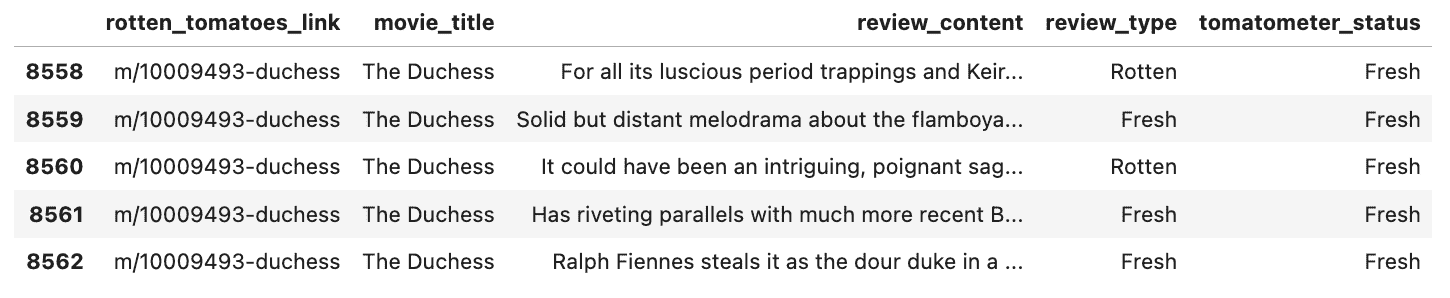 rotten_tomatoes_link movie_title review_content review_type tomatometer_status
8558 m/10009493-duchess The Duchess For all its luscious period trappings and Keir... Rotten Fresh
8559 m/10009493-duchess The Duchess Solid but distant melodrama about the flamboya... Fresh Fresh
8560 m/10009493-duchess The Duchess It could have been an intriguing, poignant sag... Rotten Fresh
8561 m/10009493-duchess The Duchess Has riveting parallels with much more recent B... Fresh Fresh
8562 m/10009493-duchess The Duchess Ralph Fiennes steals it as the dour duke in a ... Fresh Fresh